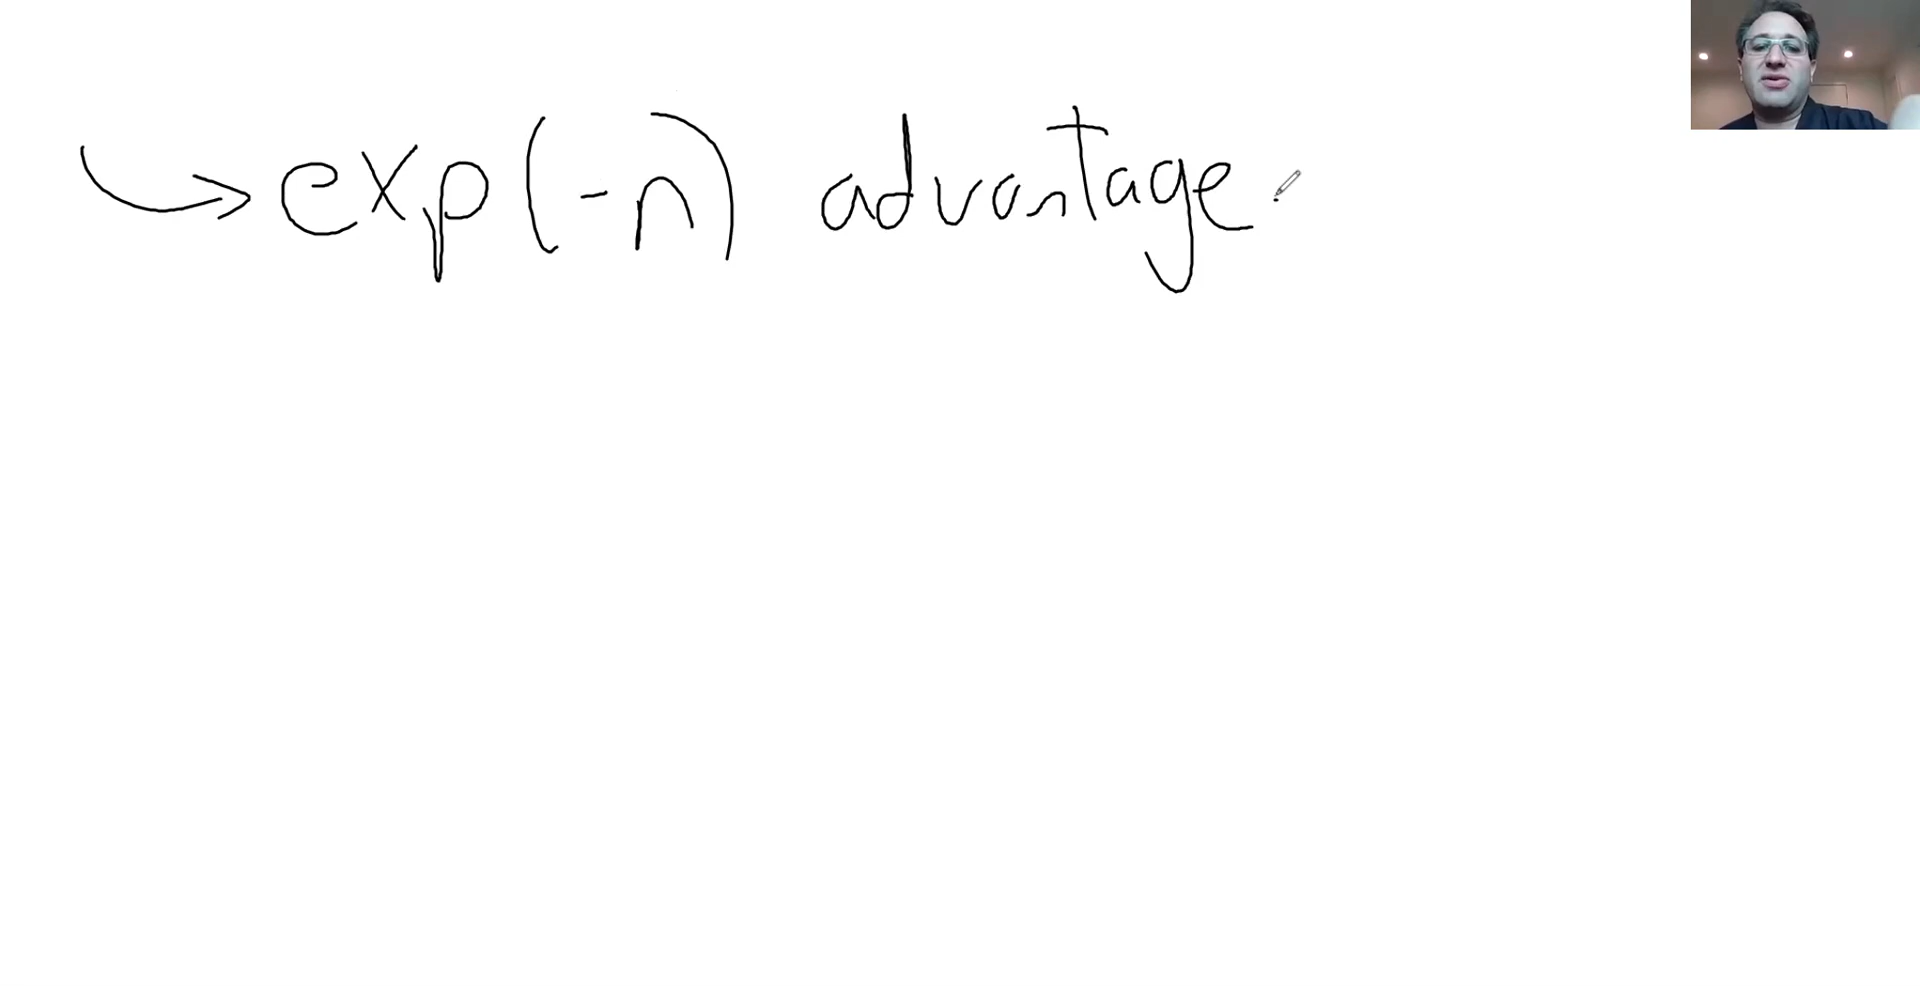 ↳ exp(-n) advantage.